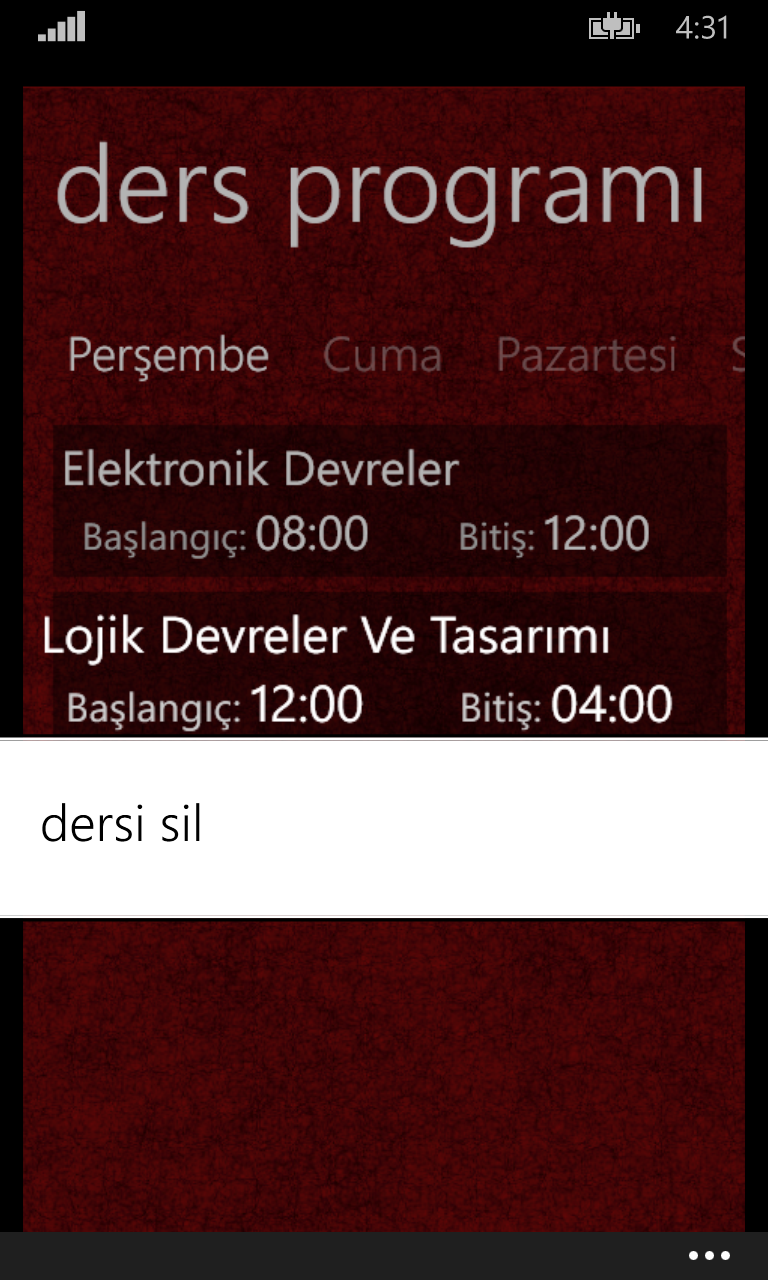 4:31
ders programı
Perşembe Cuma Pazartesi S
Elektronik Devreler
Başlangıç: 08:00 Bitiş: 12:00
Lojik Devreler Ve Tasarımı
Başlangıç: 12:00 Bitiş: 04:00
dersi sil